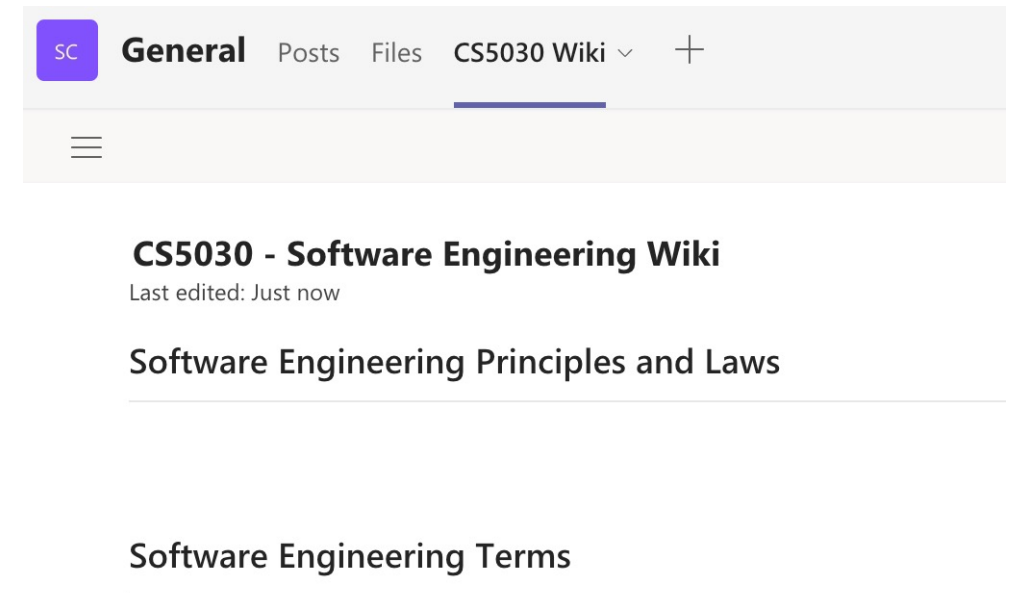 SC General Posts Files CS5030 Wiki
CS5030 - Software Engineering Wiki
Last edited: Just now
Software Engineering Principles and Laws
Software Engineering Terms